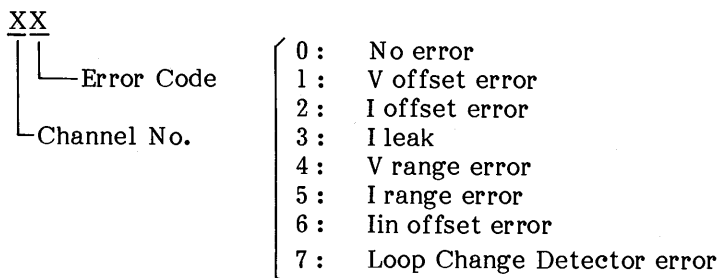 XX
Error Code
Channel No.
0 : No error
1 : V offset error
2 : I offset error
3 : I leak
4 : V range error
5 : I range error
6 : Iin offset error
7 : Loop Change Detector error